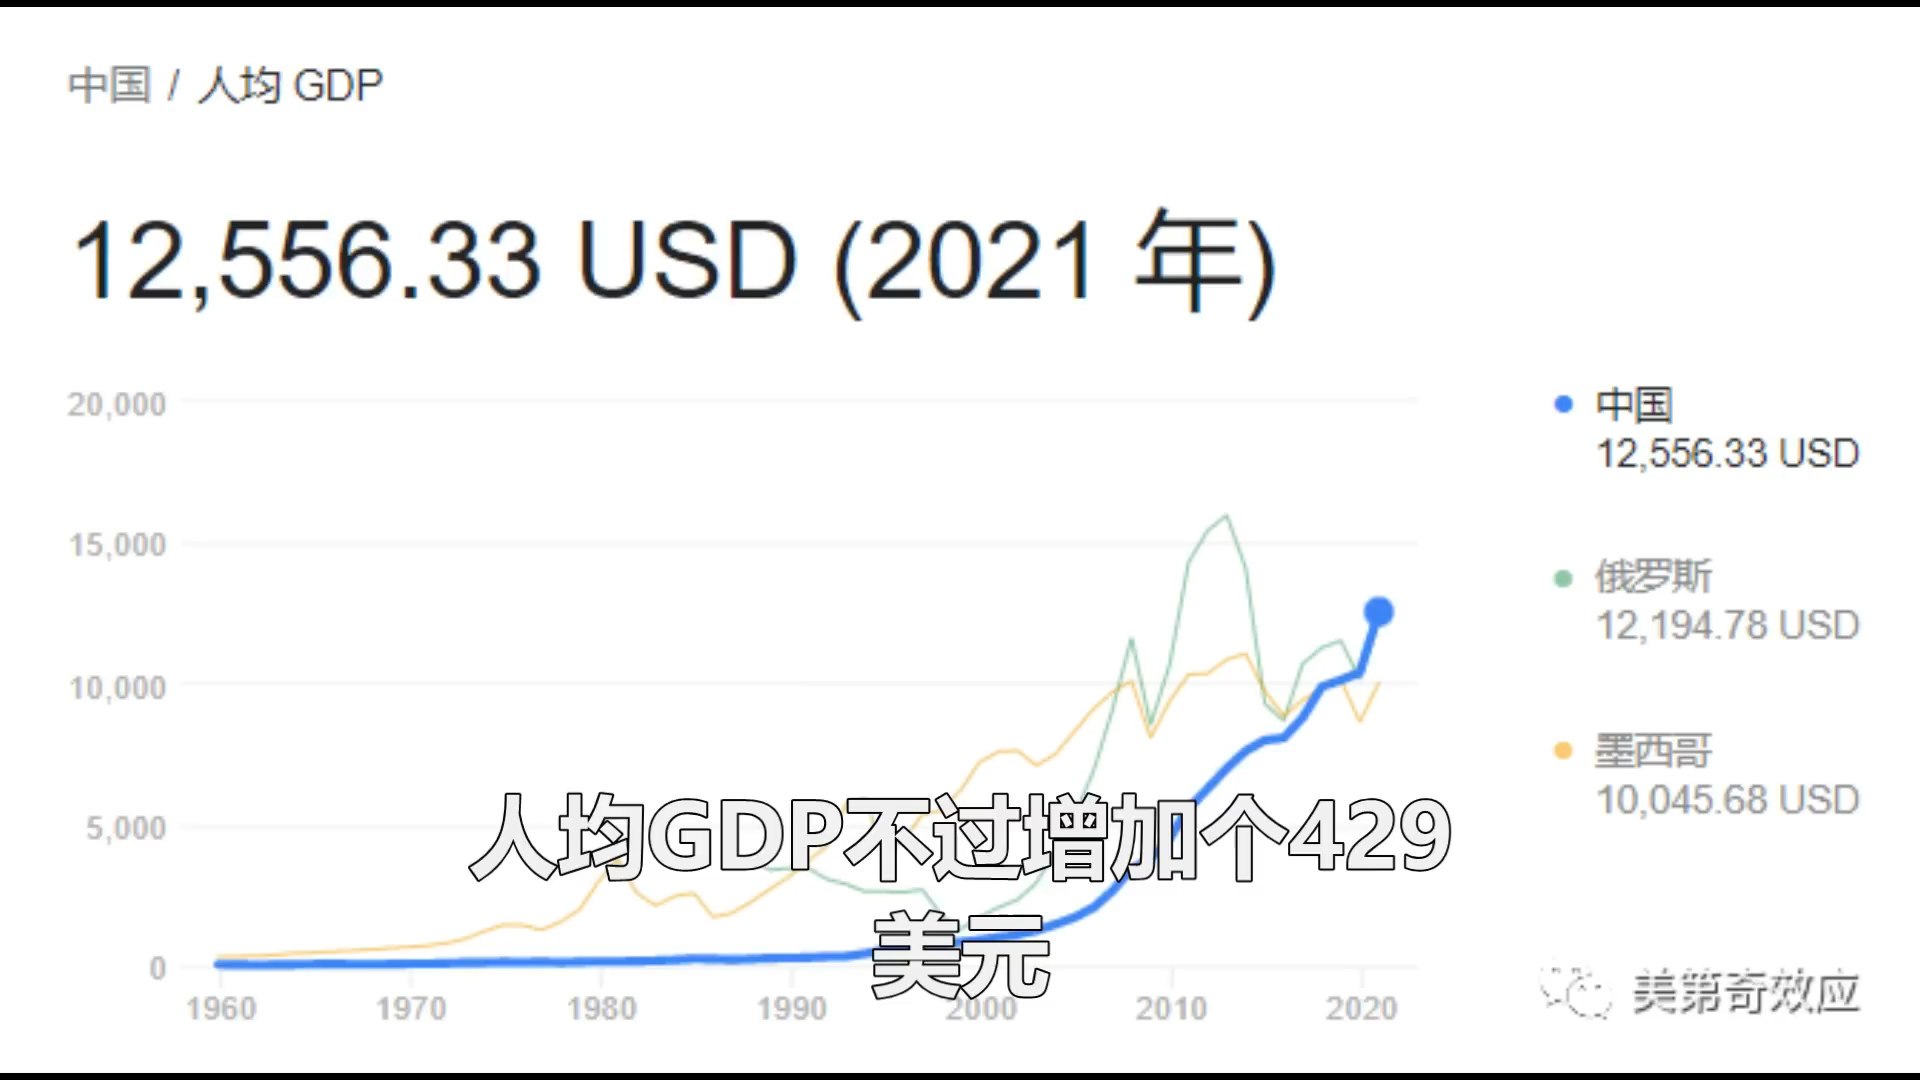 中国 / 人均 GDP
12,556.33 USD (2021 年)
20,000
15,000
10,000
5,000
0
1960 1970 1980 1990 2000 2010 2020
中国
12,556.33 USD
俄罗斯
12,194.78 USD
墨西哥
10,045.68 USD
人均GDP不过增加个429
美元
美第奇效应